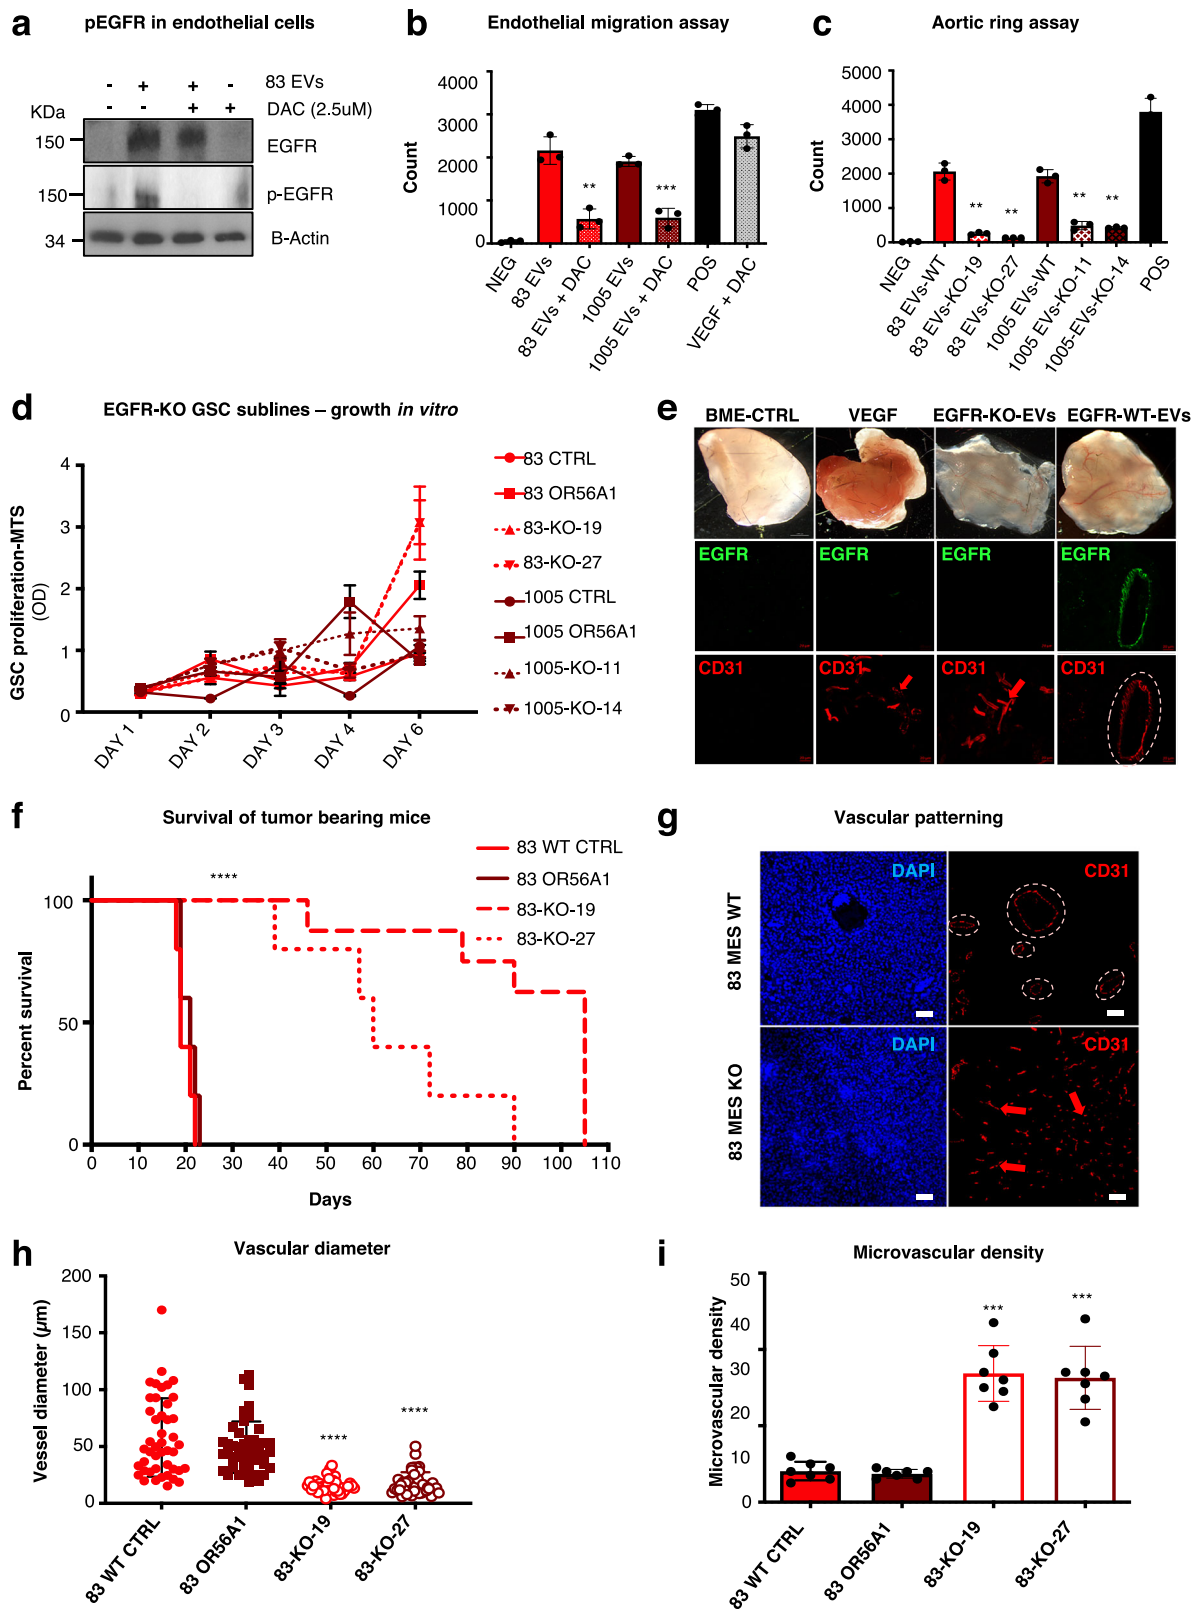 a
pEGFR in endothelial cells
- + + - 83 EVs
- - + + DAC (2.5uM)
KDa
150
EGFR
150
p-EGFR
34
B-Actin
b
Endothelial migration assay
Count
4000
3000
2000
1000
0
NEG
83 EVs
83 EVs + DAC
1005 EVs
1005 EVs + DAC
POS
VEGF + DAC
**
***
c
Aortic ring assay
Count
5000
4000
3000
2000
1000
0
NEG
83 EVs-WT
83 EVs-KO-19
83 EVs-KO-27
1005 EVs-WT
1005 EVs-KO-11
1005-EVs-KO-14
POS
**
**
**
**
d
EGFR-KO GSC sublines – growth in vitro
GSC proliferation-MTS
(OD)
4
3
2
1
0
DAY 1
DAY 2
DAY 3
DAY 4
DAY 6
83 CTRL
83 OR56A1
83-KO-19
83-KO-27
1005 CTRL
1005 OR56A1
1005-KO-11
1005-KO-14
e
BME-CTRL
VEGF
EGFR-KO-EVs
EGFR-WT-EVs
EGFR
EGFR
EGFR
EGFR
CD31
CD31
CD31
CD31
f
Survival of tumor bearing mice
83 WT CTRL
83 OR56A1
83-KO-19
83-KO-27
****
Percent survival
100
50
0
0 10 20 30 40 50 60 70 80 90 100 110
Days
g
Vascular patterning
83 MES WT
DAPI
CD31
83 MES KO
DAPI
CD31
h
Vascular diameter
Vessel diameter (µm)
200
150
100
50
0
****
****
83 WT CTRL
83 OR56A1
83-KO-19
83-KO-27
i
Microvascular density
Microvascular density
50
40
30
20
10
0
***
***
83 WT CTRL
83 OR56A1
83-KO-19
83-KO-27